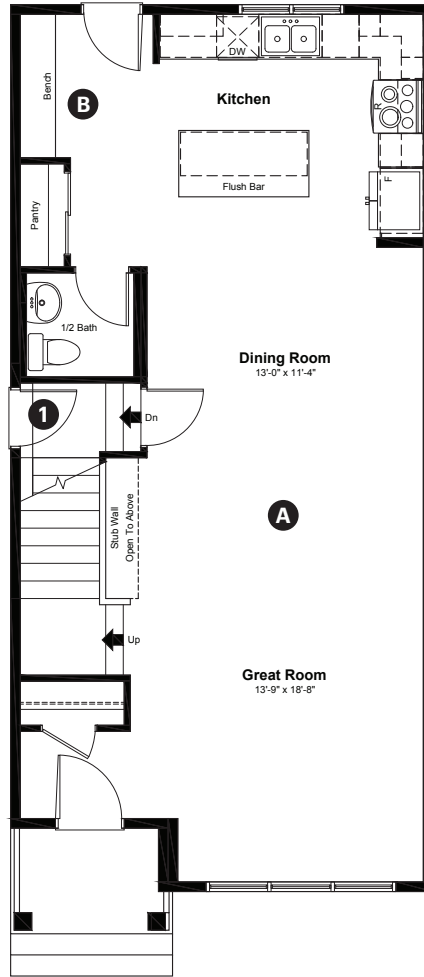 DW
Bench
B
Kitchen
R
Flush Bar
F
Pantry
1/2 Bath
Dining Room
13'-0" x 11'-4"
1
Dn
A
Stub Wall
Open To Above
Up
Great Room
13'-9" x 18'-8"